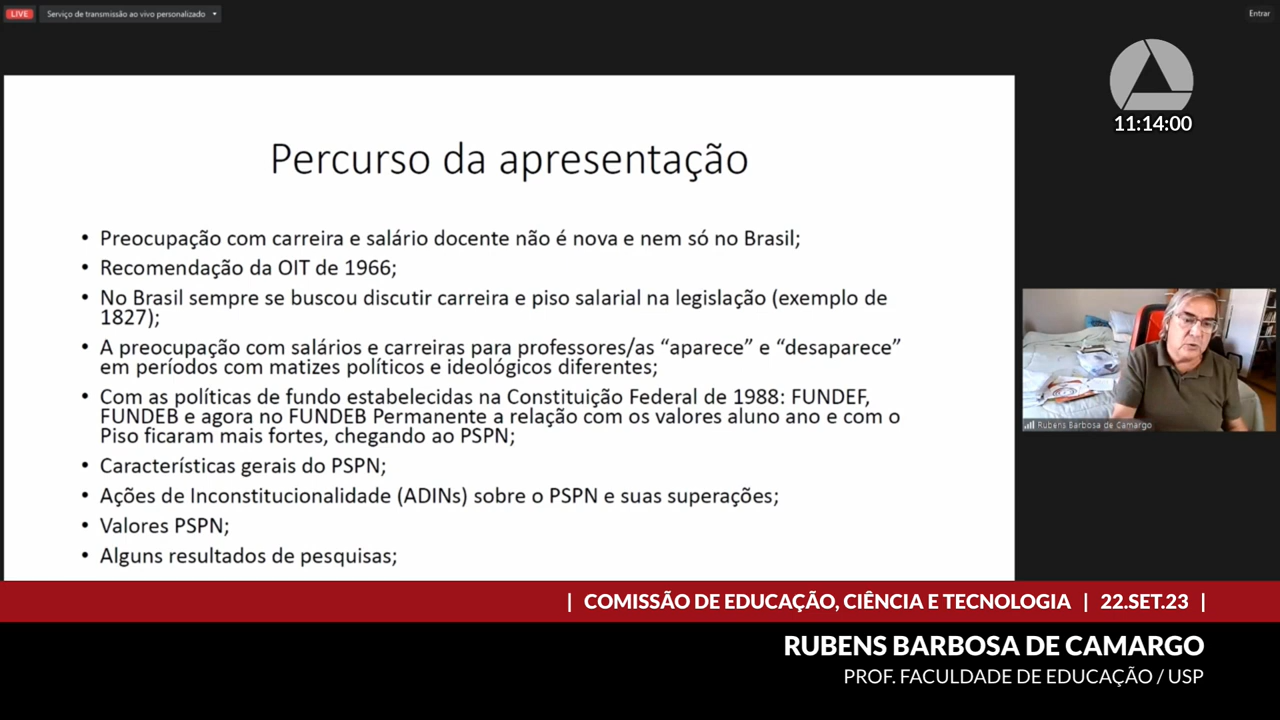 LIVE
Serviço de transmissão ao vivo personalizado
Entrar
11:14:00
Percurso da apresentação
• Preocupação com carreira e salário docente não é nova e nem só no Brasil;
• Recomendação da OIT de 1966;
• No Brasil sempre se buscou discutir carreira e piso salarial na legislação (exemplo de
1827);
• A preocupação com salários e carreiras para professores/as “aparece” e “desaparece”
em períodos com matizes políticos e ideológicos diferentes;
• Com as políticas de fundo estabelecidas na Constituição Federal de 1988: FUNDEF,
FUNDEB e agora no FUNDEB Permanente a relação com os valores aluno ano e com o
Piso ficaram mais fortes, chegando ao PSPN;
• Características gerais do PSPN;
• Ações de Inconstitucionalidade (ADINs) sobre o PSPN e suas superações;
• Valores PSPN;
• Alguns resultados de pesquisas;
Rubens Barbosa de Camargo
| COMISSÃO DE EDUCAÇÃO, CIÊNCIA E TECNOLOGIA | 22.SET.23 |
RUBENS BARBOSA DE CAMARGO
PROF. FACULDADE DE EDUCAÇÃO / USP